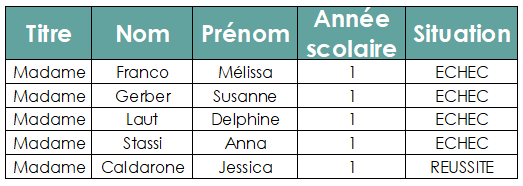 Titre Nom Prénom Année scolaire Situation
Madame Franco Mélissa 1 ECHEC
Madame Gerber Susanne 1 ECHEC
Madame Laut Delphine 1 ECHEC
Madame Stassi Anna 1 ECHEC
Madame Caldarone Jessica 1 REUSSITE